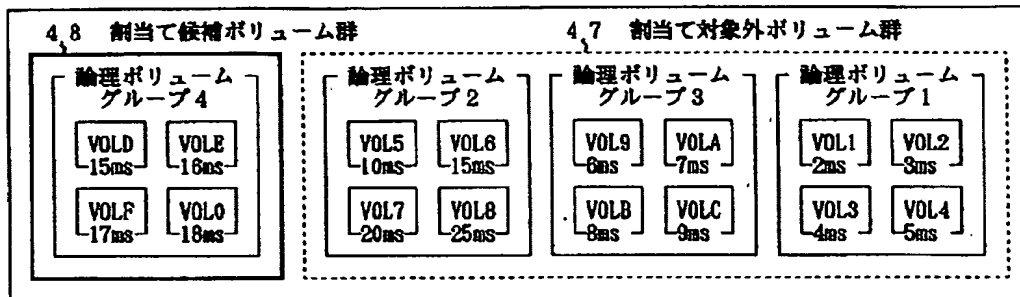 48 割当て候補ボリューム群
47 割当て対象外ボリューム群
論理ボリューム
グループ4
VOLD
15ms
VOLE
16ms
VOLF
17ms
VOL0
18ms
論理ボリューム
グループ2
VOL5
10ms
VOL6
15ms
VOL7
20ms
VOL8
25ms
論理ボリューム
グループ3
VOL9
6ms
VOLA
7ms
VOLB
8ms
VOLC
9ms
論理ボリューム
グループ1
VOL1
2ms
VOL2
3ms
VOL3
4ms
VOL4
5ms